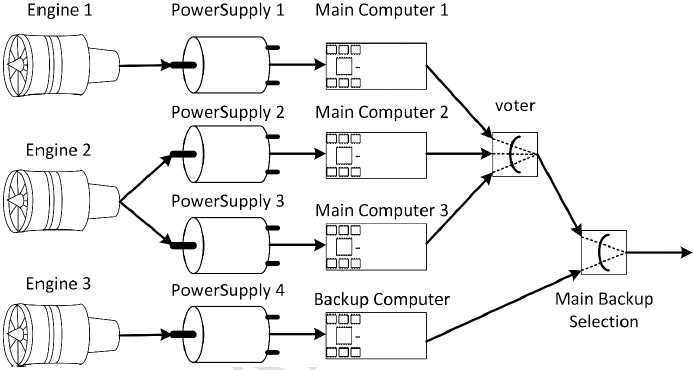 Engine 1
PowerSupply 1
Main Computer 1
PowerSupply 2
Main Computer 2
voter
Engine 2
PowerSupply 3
Main Computer 3
Engine 3
PowerSupply 4
Backup Computer
Main Backup
Selection